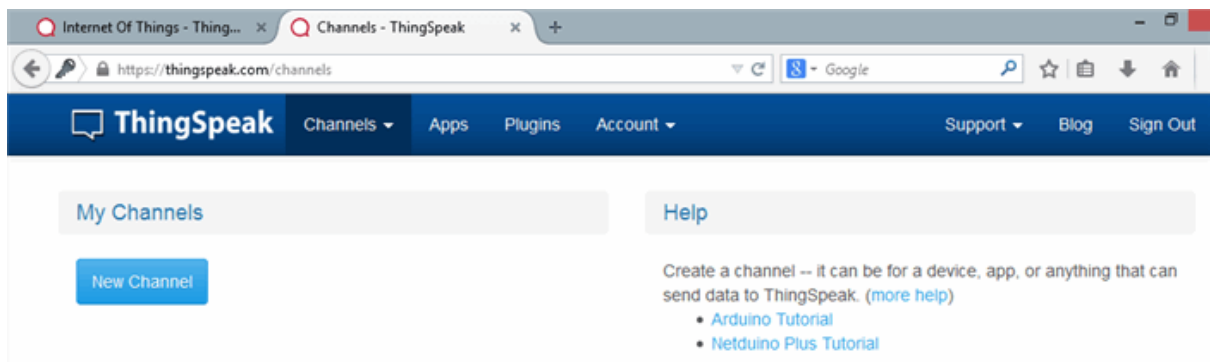 Internet Of Things - Thing...
Channels - ThingSpeak
https://thingspeak.com/channels
Google
ThingSpeak Channels Apps Plugins Account Support Blog Sign Out
My Channels
New Channel
Help
Create a channel -- it can be for a device, app, or anything that can
send data to ThingSpeak. (more help)
• Arduino Tutorial
• Netduino Plus Tutorial